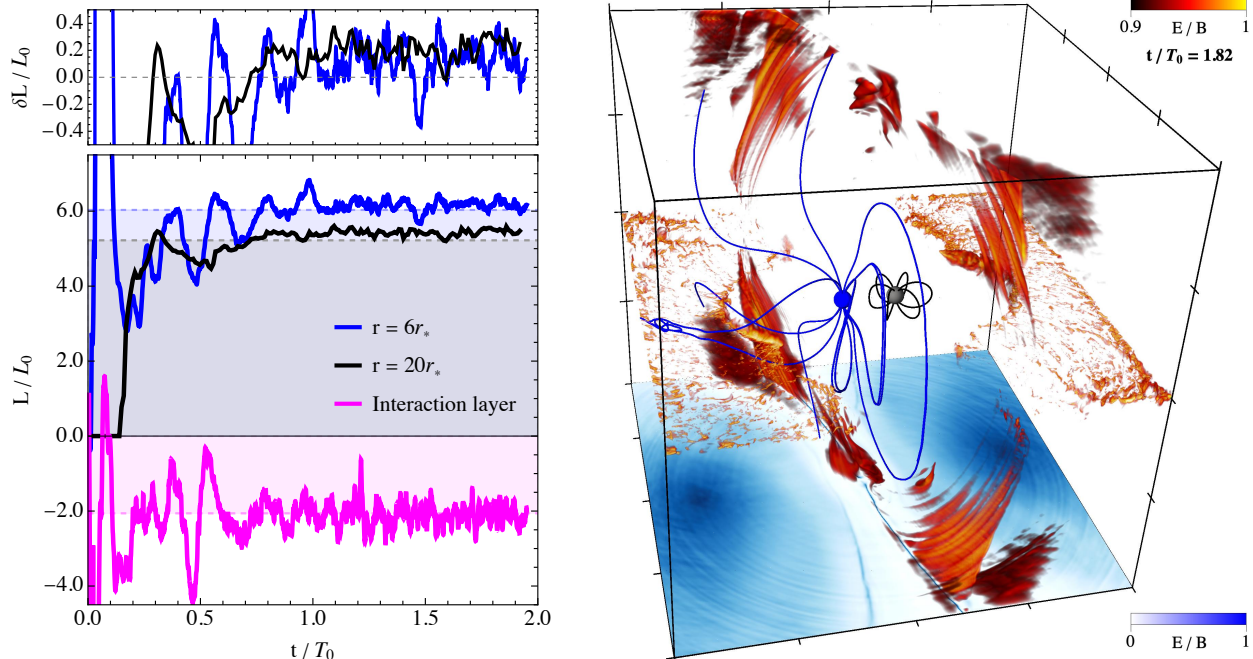 δL / L₀
0.4
0.2
0.0
−0.2
−0.4
L / L₀
6.0
4.0
2.0
0.0
−2.0
−4.0
r = 6r*
r = 20r*
Interaction layer
0.0 0.5 1.0 1.5 2.0
t / T₀
0.9 E / B 1
t / T₀ = 1.82
0 E / B 1